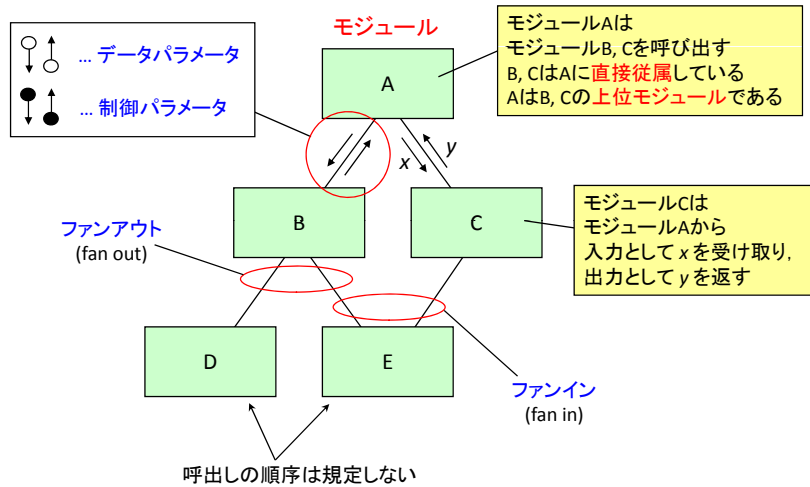 モジュール
... データパラメータ
... 制御パラメータ
モジュールAは
モジュールB, Cを呼び出す
B, CはAに直接従属している
AはB, Cの上位モジュールである
A
x
y
B
C
モジュールCは
モジュールAから
入力として x を受け取り,
出力として y を返す
ファンアウト
(fan out)
D
E
ファンイン
(fan in)
呼出しの順序は規定しない